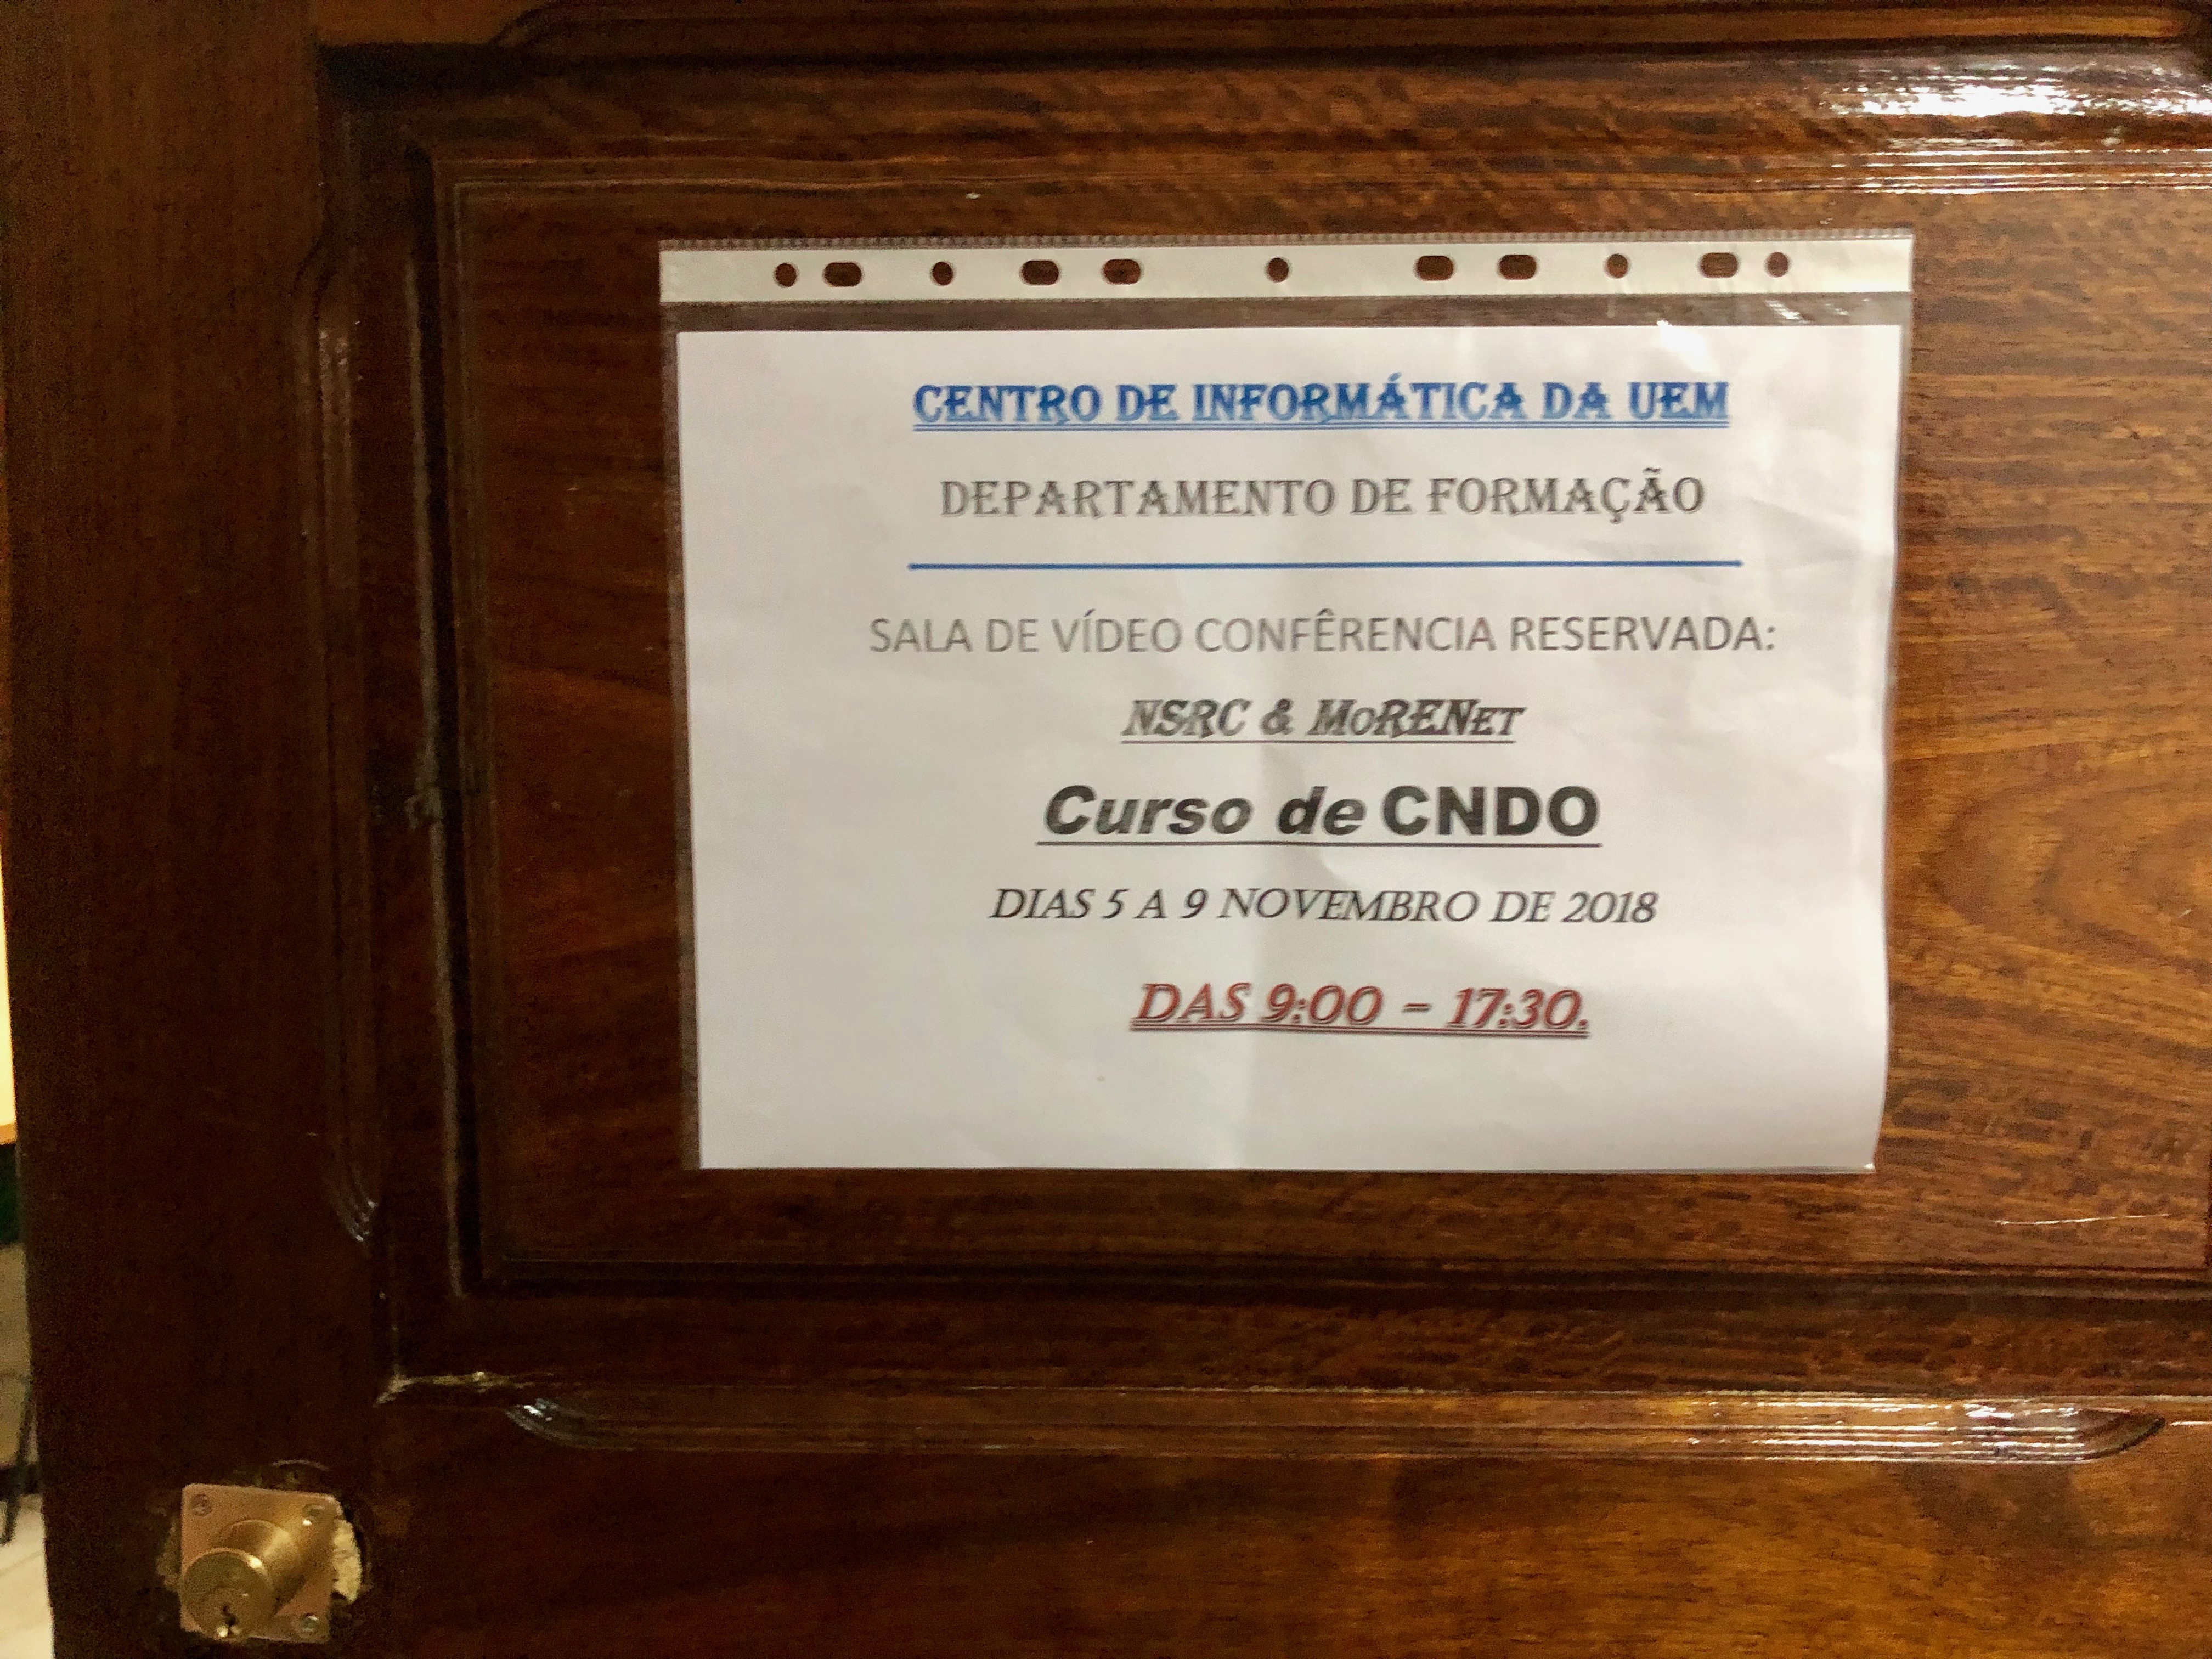 CENTRO DE INFORMÁTICA DA UEM
DEPARTAMENTO DE FORMAÇÃO
SALA DE VÍDEO CONFÊRENCIA RESERVADA:
NSRC & MoRENet
Curso de CNDO
DIAS 5 A 9 NOVEMBRO DE 2018
DAS 9:00 – 17:30.